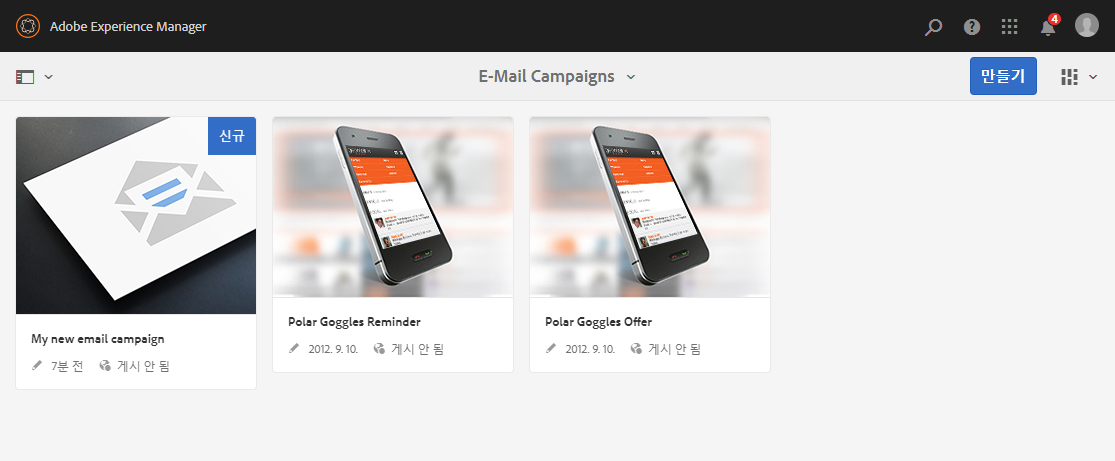 Adobe Experience Manager
4
E-Mail Campaigns
만들기
신규
My new email campaign
7분 전 게시 안 됨
Polar Goggles Reminder
2012. 9. 10. 게시 안 됨
Polar Goggles Offer
2012. 9. 10. 게시 안 됨